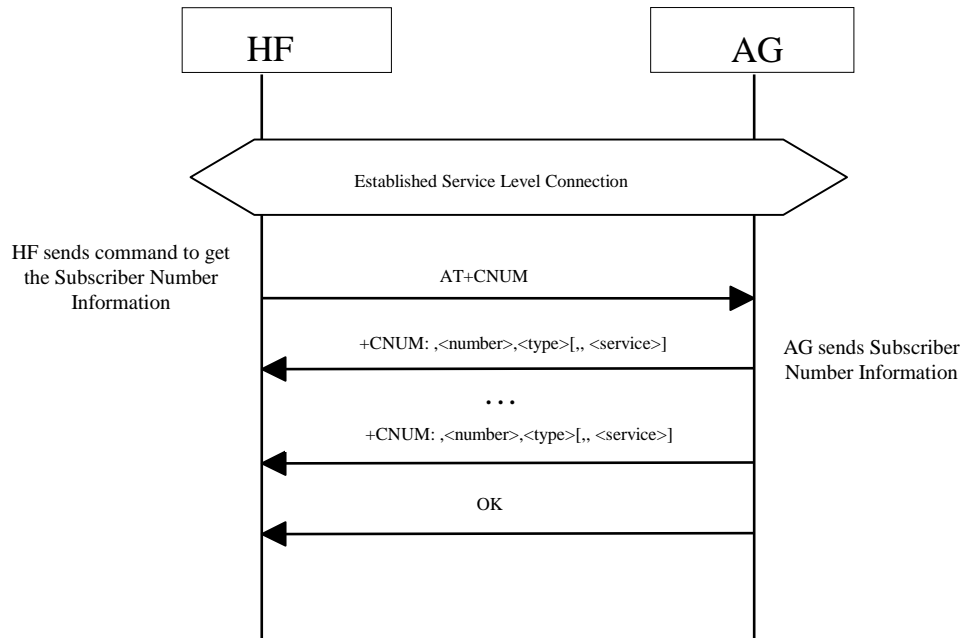 HF
AG
Established Service Level Connection
HF sends command to get
the Subscriber Number
Information
AT+CNUM
+CNUM: ,<number>,<type>[,, <service>]
AG sends Subscriber
Number Information
...
+CNUM: ,<number>,<type>[,, <service>]
OK